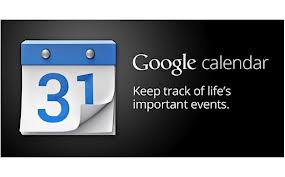 31
Google calendar
Keep track of life's
important events.